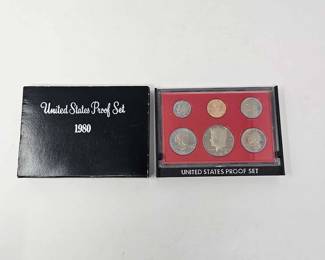 United States Proof Set
1980
UNITED STATES PROOF SET